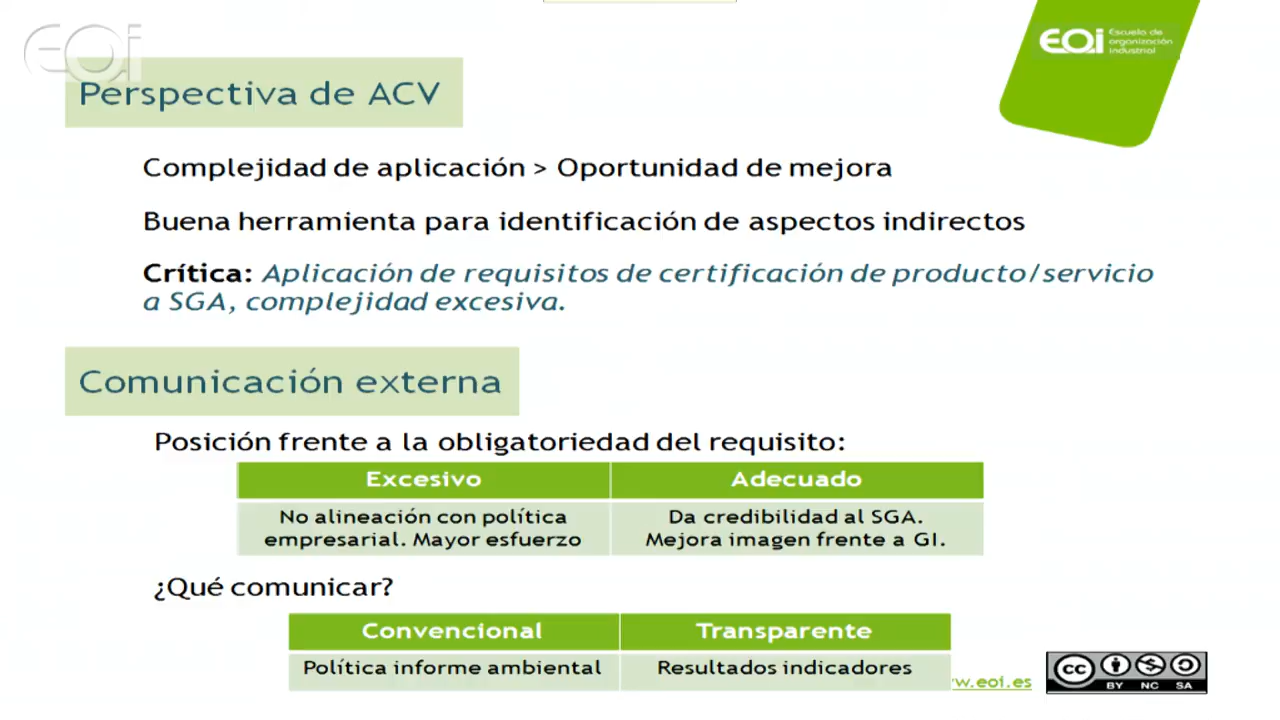 eoi
eoi Escuela de
organización
industrial
Perspectiva de ACV
Complejidad de aplicación > Oportunidad de mejora
Buena herramienta para identificación de aspectos indirectos
Crítica: Aplicación de requisitos de certificación de producto/servicio
a SGA, complejidad excesiva.
Comunicación externa
Posición frente a la obligatoriedad del requisito:
Excesivo Adecuado
No alineación con política Da credibilidad al SGA.
empresarial. Mayor esfuerzo Mejora imagen frente a GI.
¿Qué comunicar?
Convencional Transparente
Política informe ambiental Resultados indicadores
w.eoi.es
cc
BY NC SA